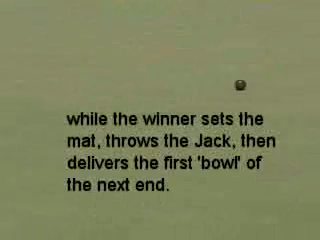 while the winner sets the
mat, throws the Jack, then
delivers the first 'bowl' of
the next end.